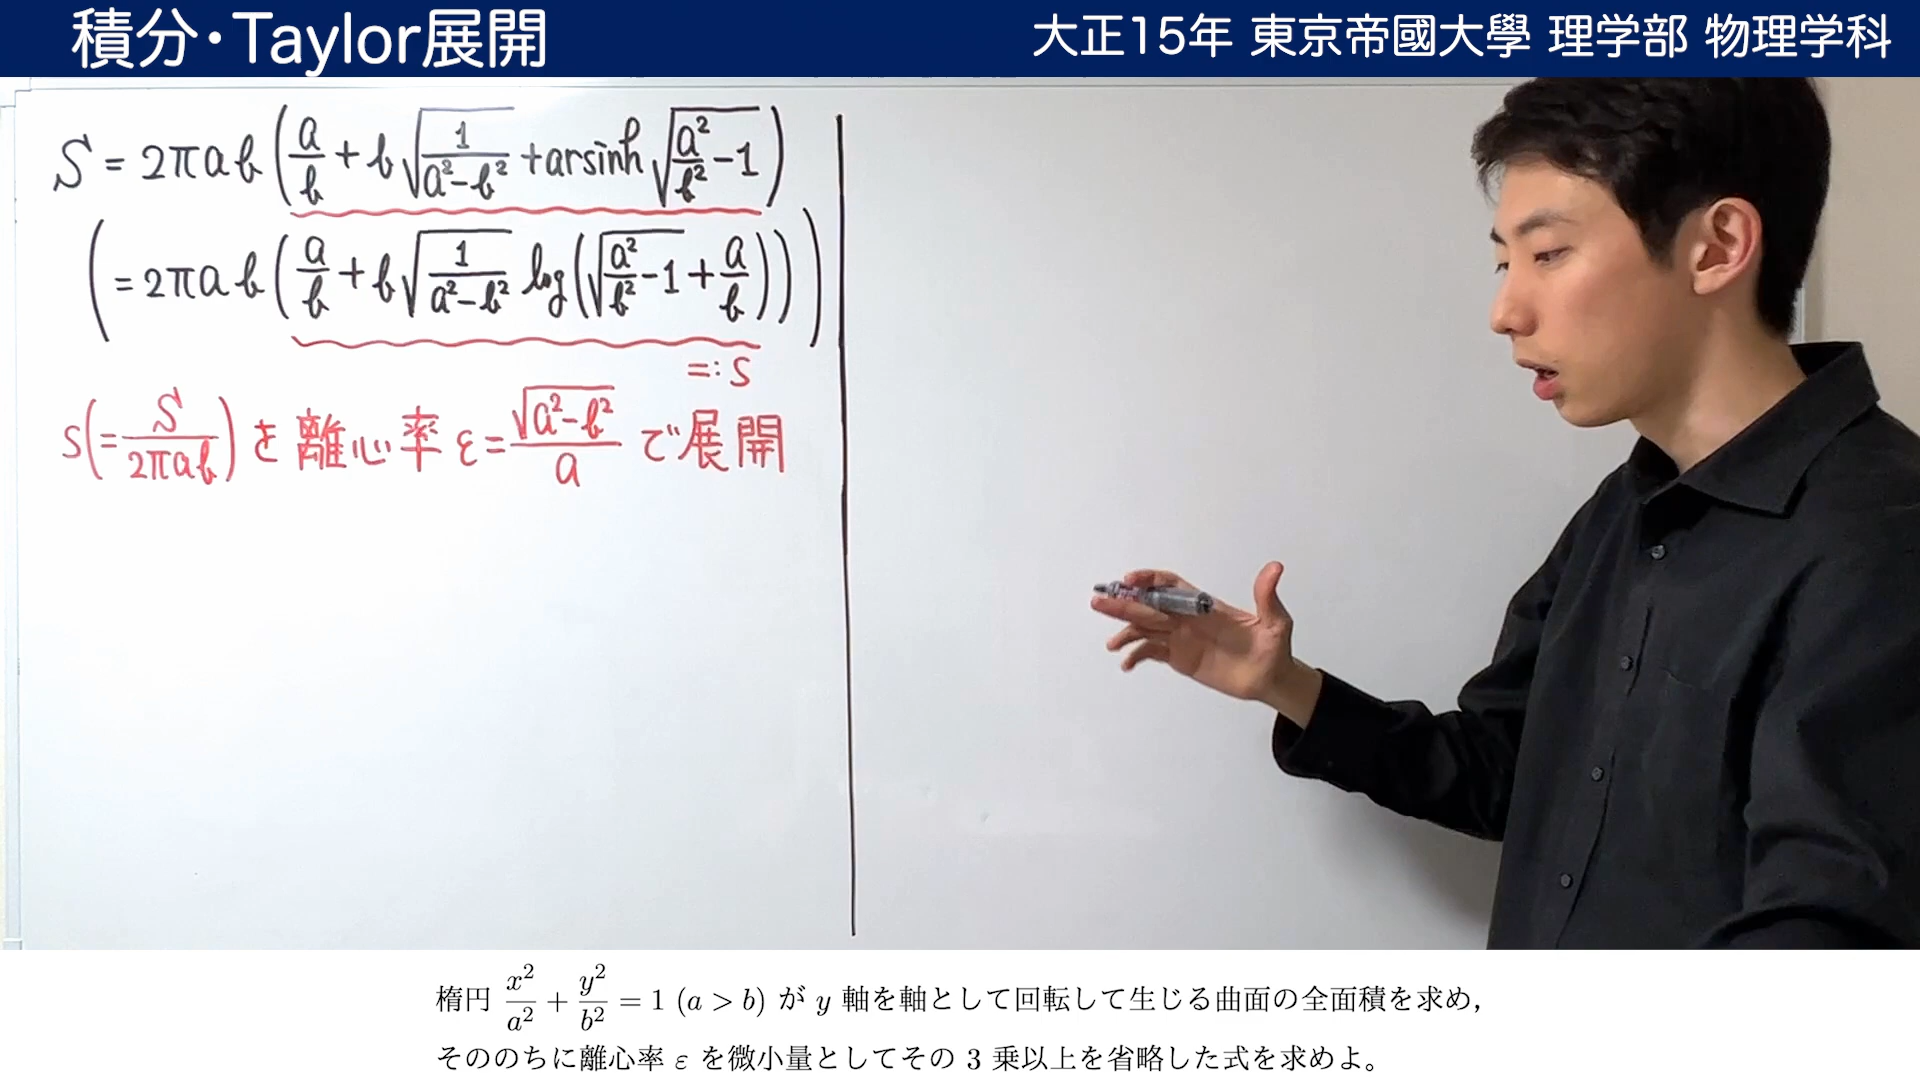 積分・Taylor展開
大正15年 東京帝國大學 理学部 物理学科
S = 2πab(a/b + b√(1/(a²-b²)) + arsinh√(a²/b²-1))
(= 2πab(a/b + b√(1/(a²-b²)) log(√(a²/b²-1) + a/b)))
=: s
s(= S/2πab) を 離心率 ε = √(a²-b²)/a で展開
楕円 x²/a² + y²/b² = 1 (a > b) が y 軸を軸として回転して生じる曲面の全面積を求め,
そののちに離心率 ε を微小量としてその 3 乗以上を省略した式を求めよ。